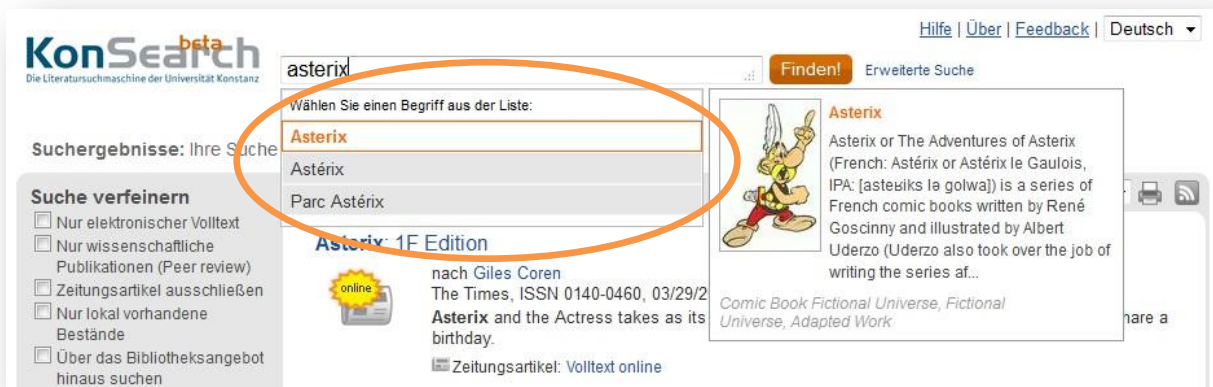 Hilfe | Über | Feedback | Deutsch
KonSearch
beta
Die Literatursuchmaschine der Universität Konstanz
asterix
Finden!
Erweiterte Suche
Wählen Sie einen Begriff aus der Liste:
Asterix
Astérix
Parc Astérix
Asterix
Asterix or The Adventures of Asterix
(French: Astérix or Astérix le Gaulois,
IPA: [asteʁiks lə golwa]) is a series of
French comic books written by René
Goscinny and illustrated by Albert
Uderzo (Uderzo also took over the job of
writing the series af...
Comic Book Fictional Universe, Fictional
Universe, Adapted Work
Suchergebnisse: Ihre Suche
Suche verfeinern
Nur elektronischer Volltext
Nur wissenschaftliche
Publikationen (Peer review)
Zeitungsartikel ausschließen
Nur lokal vorhandene
Bestände
Über das Bibliotheksangebot
hinaus suchen
Asterix: 1F Edition
online
nach Giles Coren
The Times, ISSN 0140-0460, 03/29/2
Asterix and the Actress takes as its hare a
birthday.
Zeitungsartikel: Volltext online